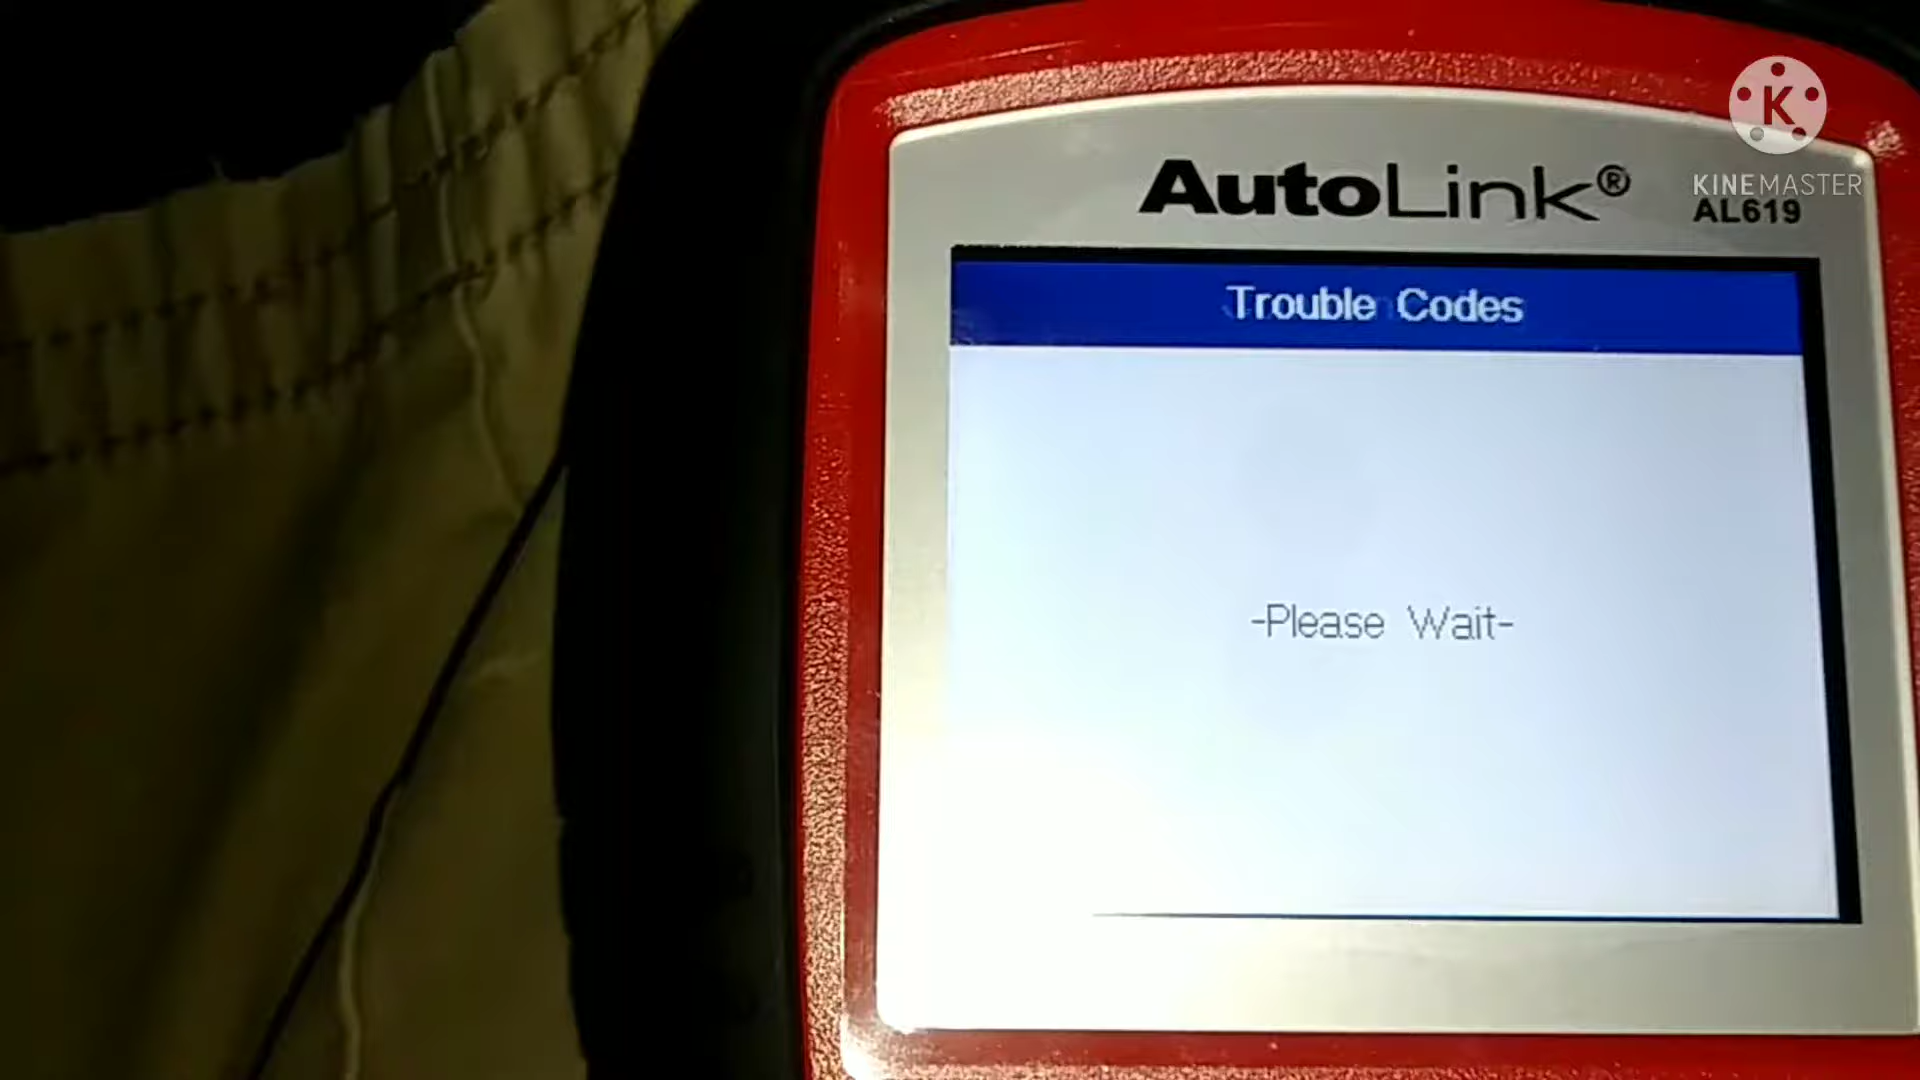 K
KINEMASTER
AutoLink®
AL619
Trouble Codes
-Please Wait-